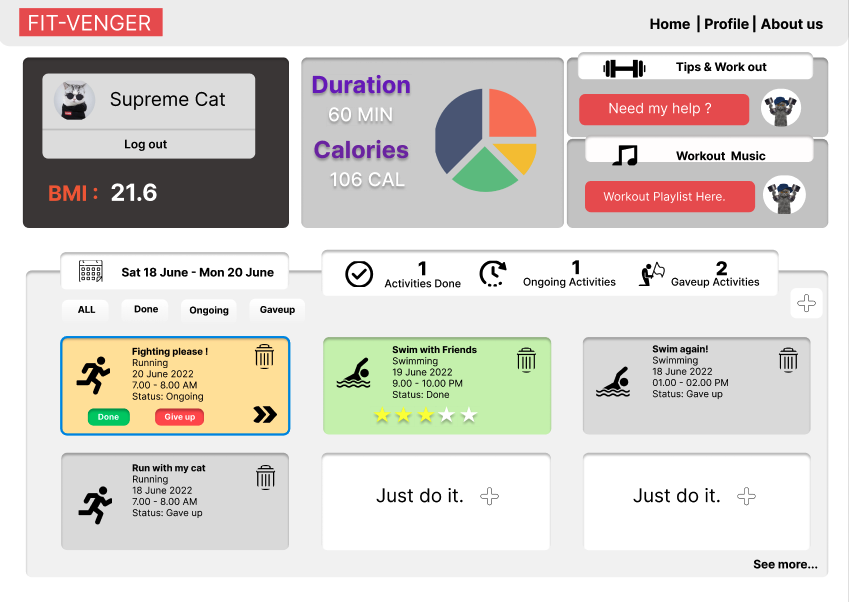 FIT-VENGER
Home | Profile | About us
Supreme Cat
Log out
BMI : 21.6
Duration
60 MIN
Calories
106 CAL
Tips & Work out
Need my help ?
Workout Music
Workout Playlist Here.
Sat 18 June - Mon 20 June
1
Activities Done
1
Ongoing Activities
2
Gaveup Activities
ALL
Done
Ongoing
Gaveup
Fighting please !
Running
20 June 2022
7.00 - 8.00 AM
Status: Ongoing
Done
Give up
Swim with Friends
Swimming
19 June 2022
9.00 - 10.00 PM
Status: Done
Swim again!
Swimming
18 June 2022
01.00 - 02.00 PM
Status: Gave up
Run with my cat
Running
18 June 2022
7.00 - 8.00 AM
Status: Gave up
Just do it.
Just do it.
See more...